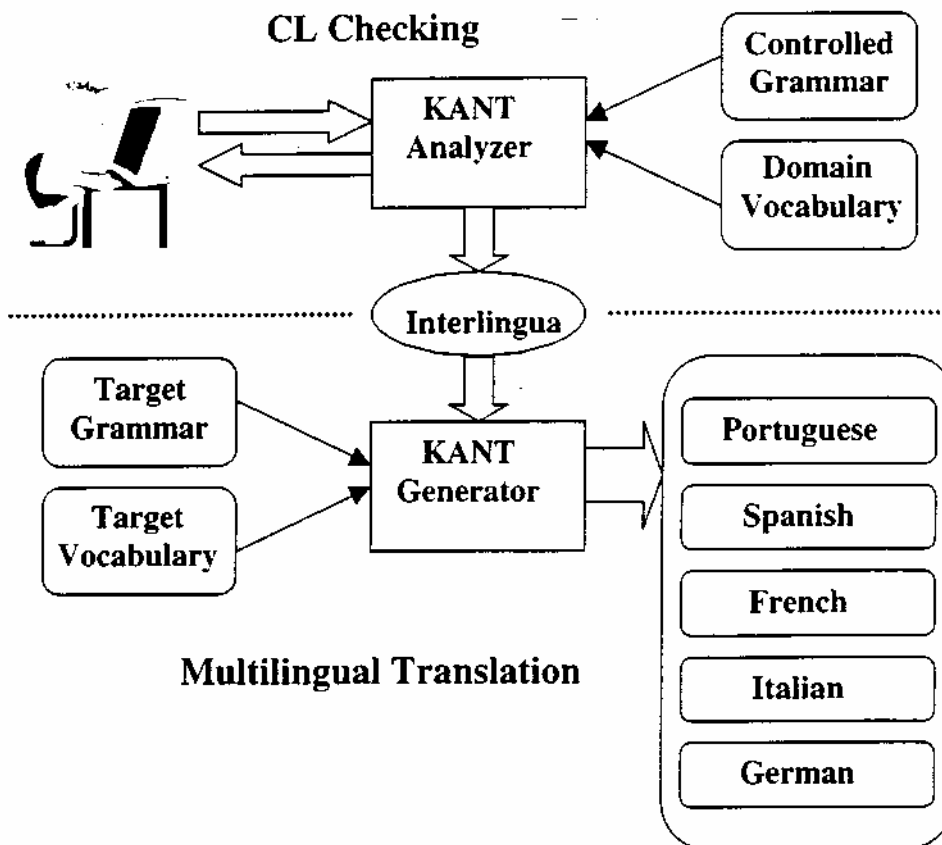 CL Checking
Controlled
Grammar
KANT
Analyzer
Domain
Vocabulary
Interlingua
Target
Grammar
KANT
Generator
Target
Vocabulary
Portuguese
Spanish
French
Italian
German
Multilingual Translation